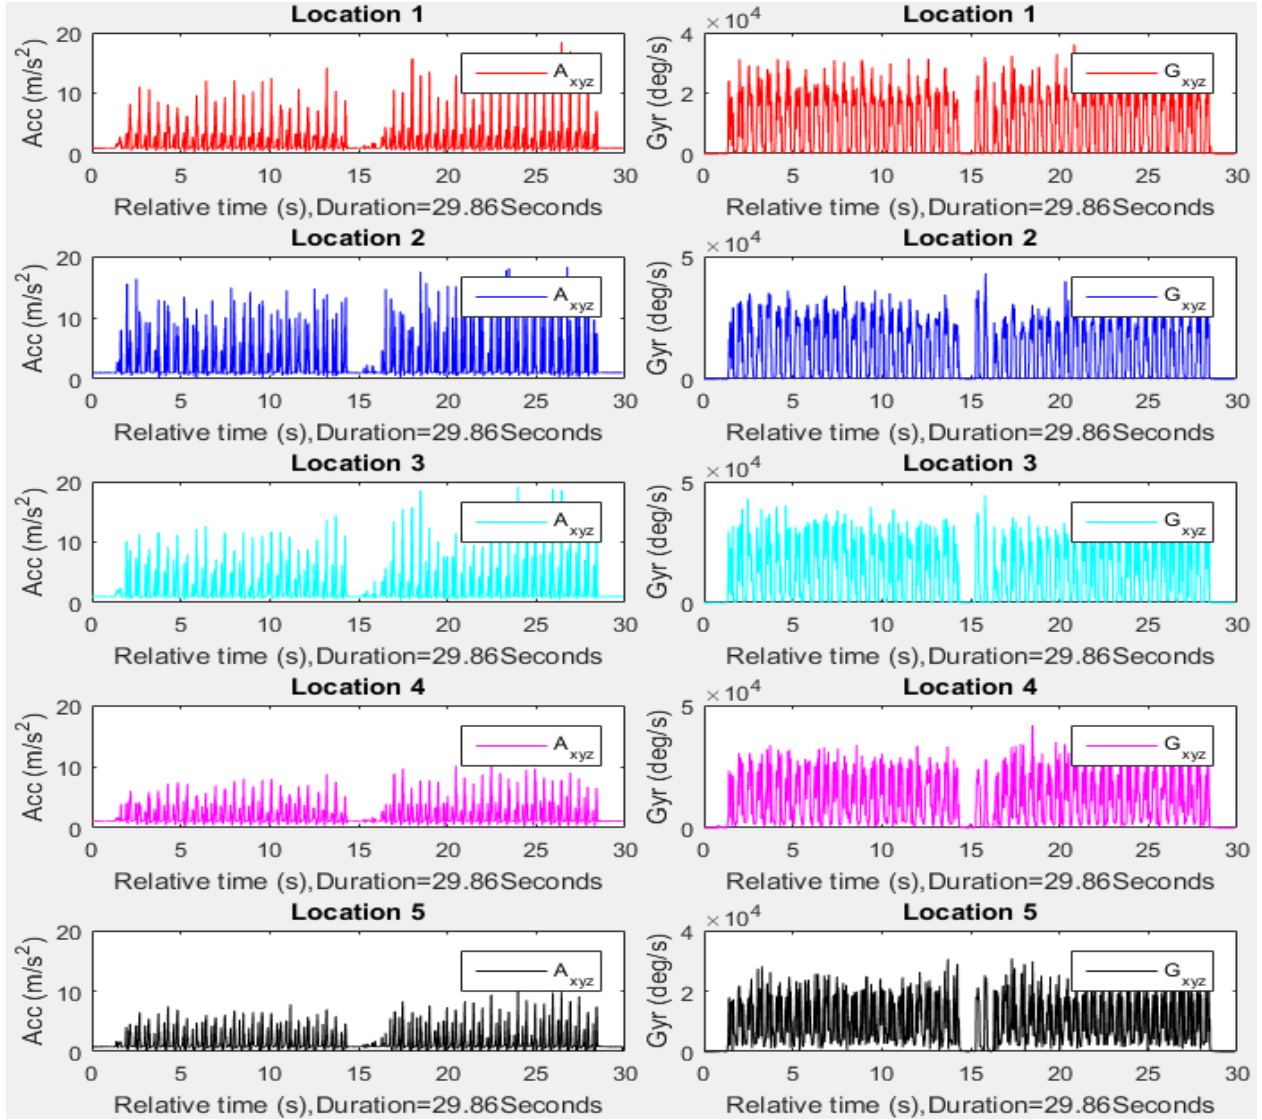 Location 1
Location 1
×10⁴
Acc (m/s²)
20
10
0
A_xyz
0 5 10 15 20 25 30
Relative time (s),Duration=29.86Seconds
Gyr (deg/s)
4
2
0
G_xyz
0 5 10 15 20 25 30
Relative time (s),Duration=29.86Seconds
Location 2
Location 2
×10⁴
Acc (m/s²)
20
10
0
A_xyz
0 5 10 15 20 25 30
Relative time (s),Duration=29.86Seconds
Gyr (deg/s)
5
0
G_xyz
0 5 10 15 20 25 30
Relative time (s),Duration=29.86Seconds
Location 3
Location 3
×10⁴
Acc (m/s²)
20
10
0
A_xyz
0 5 10 15 20 25 30
Relative time (s),Duration=29.86Seconds
Gyr (deg/s)
5
0
G_xyz
0 5 10 15 20 25 30
Relative time (s),Duration=29.86Seconds
Location 4
Location 4
×10⁴
Acc (m/s²)
20
10
0
A_xyz
0 5 10 15 20 25 30
Relative time (s),Duration=29.86Seconds
Gyr (deg/s)
5
0
G_xyz
0 5 10 15 20 25 30
Relative time (s),Duration=29.86Seconds
Location 5
Location 5
×10⁴
Acc (m/s²)
20
10
0
A_xyz
0 5 10 15 20 25 30
Relative time (s),Duration=29.86Seconds
Gyr (deg/s)
4
2
0
G_xyz
0 5 10 15 20 25 30
Relative time (s),Duration=29.86Seconds